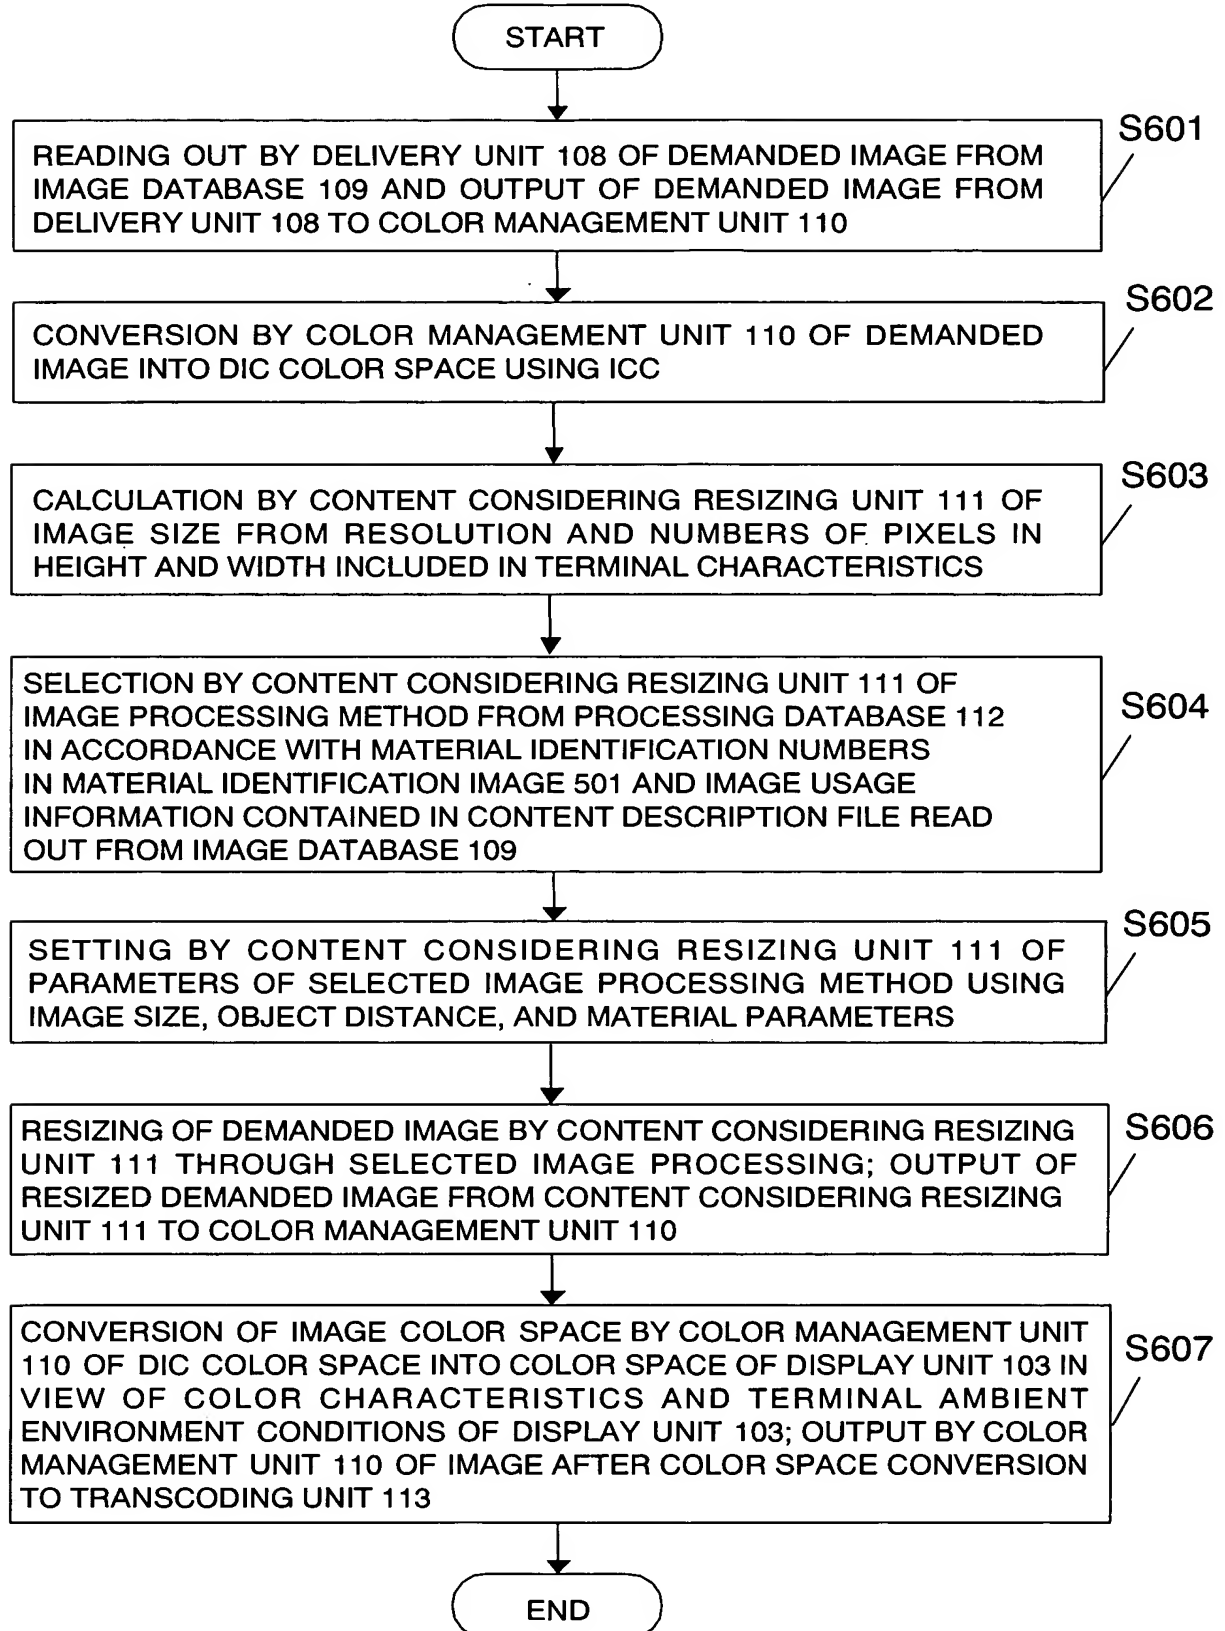 START
S601
READING OUT BY DELIVERY UNIT 108 OF DEMANDED IMAGE FROM
IMAGE DATABASE 109 AND OUTPUT OF DEMANDED IMAGE FROM
DELIVERY UNIT 108 TO COLOR MANAGEMENT UNIT 110
S602
CONVERSION BY COLOR MANAGEMENT UNIT 110 OF DEMANDED
IMAGE INTO DIC COLOR SPACE USING ICC
S603
CALCULATION BY CONTENT CONSIDERING RESIZING UNIT 111 OF
IMAGE SIZE FROM RESOLUTION AND NUMBERS OF PIXELS IN
HEIGHT AND WIDTH INCLUDED IN TERMINAL CHARACTERISTICS
S604
SELECTION BY CONTENT CONSIDERING RESIZING UNIT 111 OF
IMAGE PROCESSING METHOD FROM PROCESSING DATABASE 112
IN ACCORDANCE WITH MATERIAL IDENTIFICATION NUMBERS
IN MATERIAL IDENTIFICATION IMAGE 501 AND IMAGE USAGE
INFORMATION CONTAINED IN CONTENT DESCRIPTION FILE READ
OUT FROM IMAGE DATABASE 109
S605
SETTING BY CONTENT CONSIDERING RESIZING UNIT 111 OF
PARAMETERS OF SELECTED IMAGE PROCESSING METHOD USING
IMAGE SIZE, OBJECT DISTANCE, AND MATERIAL PARAMETERS
S606
RESIZING OF DEMANDED IMAGE BY CONTENT CONSIDERING RESIZING
UNIT 111 THROUGH SELECTED IMAGE PROCESSING; OUTPUT OF
RESIZED DEMANDED IMAGE FROM CONTENT CONSIDERING RESIZING
UNIT 111 TO COLOR MANAGEMENT UNIT 110
S607
CONVERSION OF IMAGE COLOR SPACE BY COLOR MANAGEMENT UNIT
110 OF DIC COLOR SPACE INTO COLOR SPACE OF DISPLAY UNIT 103 IN
VIEW OF COLOR CHARACTERISTICS AND TERMINAL AMBIENT
ENVIRONMENT CONDITIONS OF DISPLAY UNIT 103; OUTPUT BY COLOR
MANAGEMENT UNIT 110 OF IMAGE AFTER COLOR SPACE CONVERSION
TO TRANSCODING UNIT 113
END